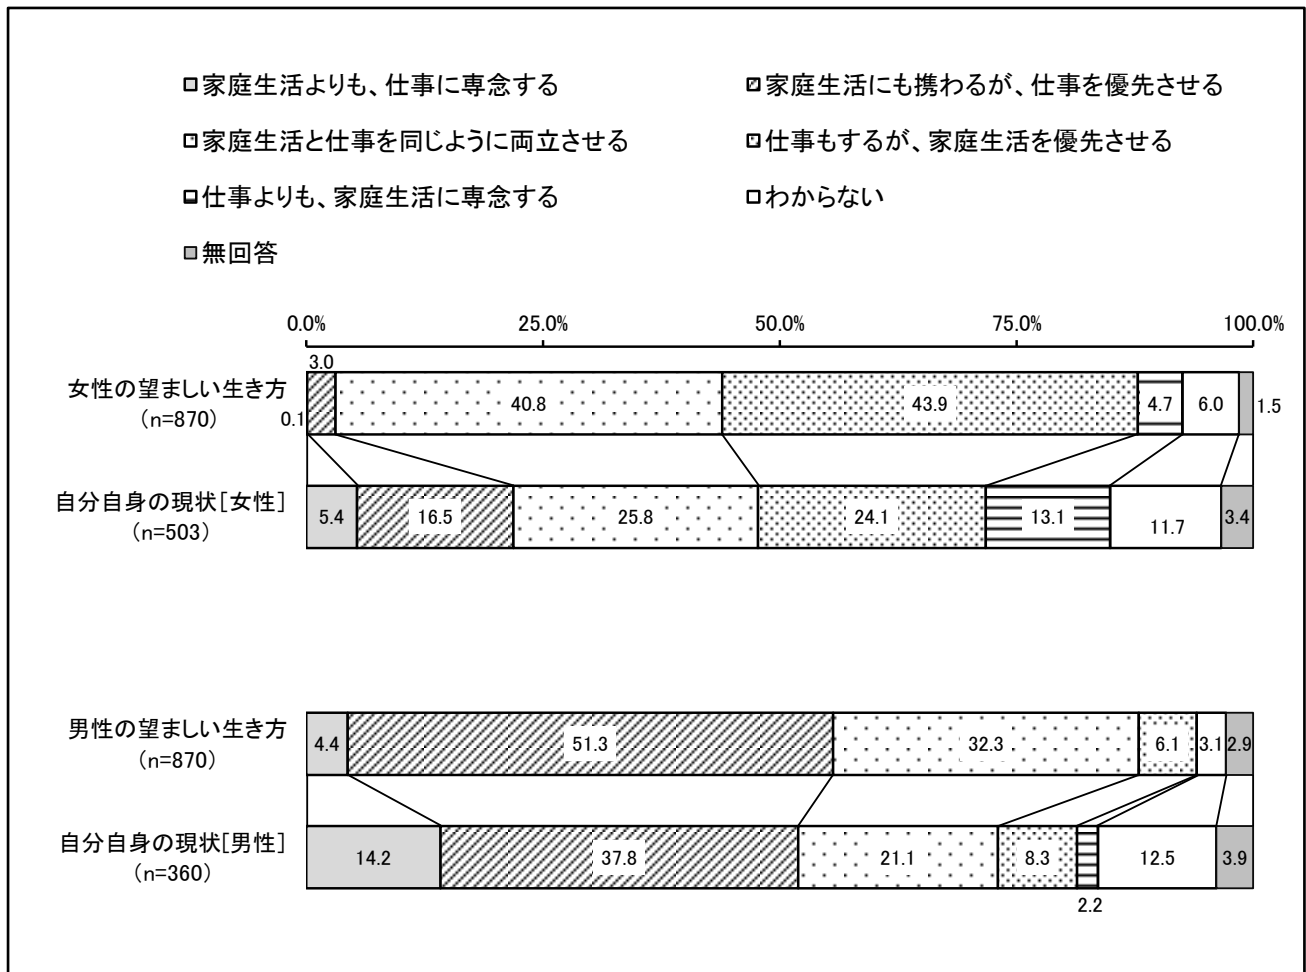 家庭生活よりも、仕事に専念する
家庭生活にも携わるが、仕事を優先させる
家庭生活と仕事を同じように両立させる
仕事もするが、家庭生活を優先させる
仕事よりも、家庭生活に専念する
わからない
無回答
0.0% 25.0% 50.0% 75.0% 100.0%
女性の望ましい生き方
(n=870)
0.1 3.0 40.8 43.9 4.7 6.0 1.5
自分自身の現状[女性]
(n=503)
5.4 16.5 25.8 24.1 13.1 11.7 3.4
男性の望ましい生き方
(n=870)
4.4 51.3 32.3 6.1 3.1 2.9
自分自身の現状[男性]
(n=360)
14.2 37.8 21.1 8.3 2.2 12.5 3.9